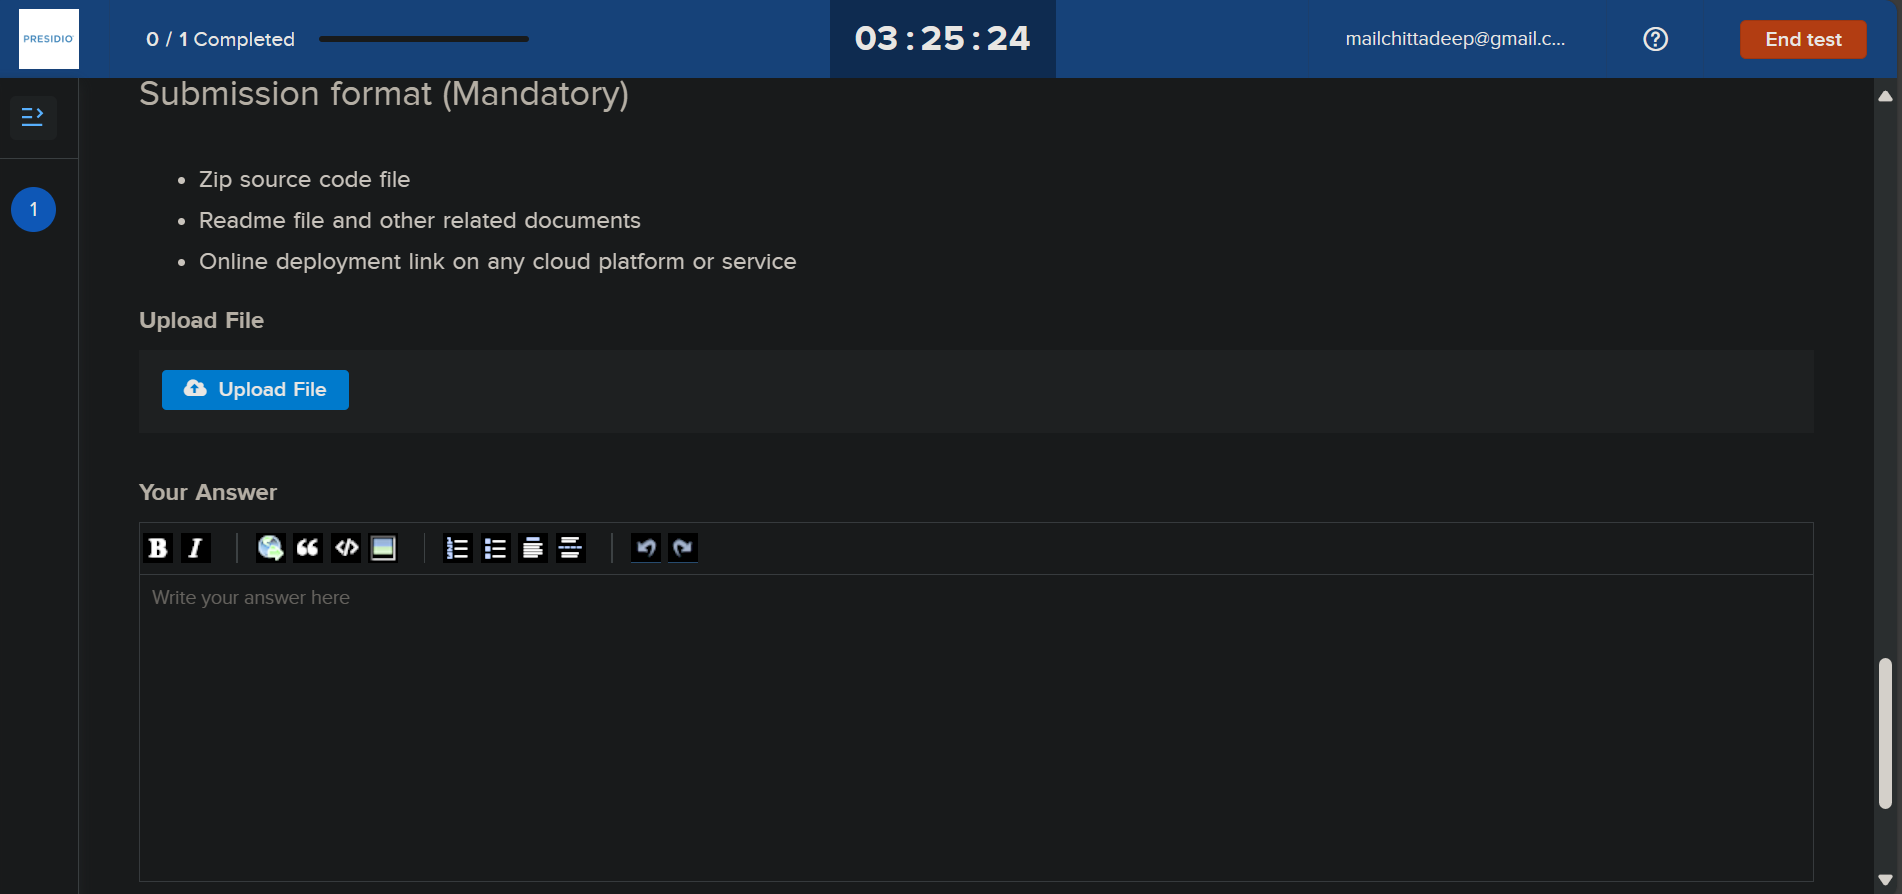 PRESIDIO
0 / 1 Completed
03 : 25 : 24
mailchittadeep@gmail.c...
?
End test
Submission format (Mandatory)
1
• Zip source code file
• Readme file and other related documents
• Online deployment link on any cloud platform or service
Upload File
Upload File
Your Answer
B I
Write your answer here